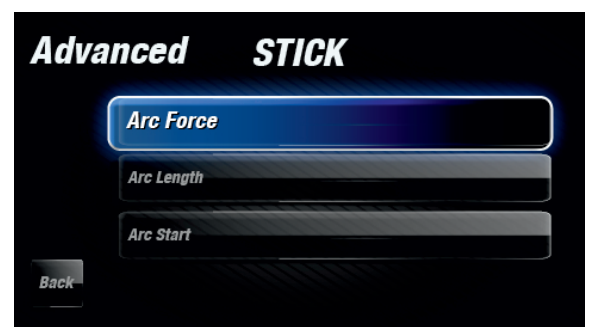 Advanced STICK
Arc Force
Arc Length
Arc Start
Back